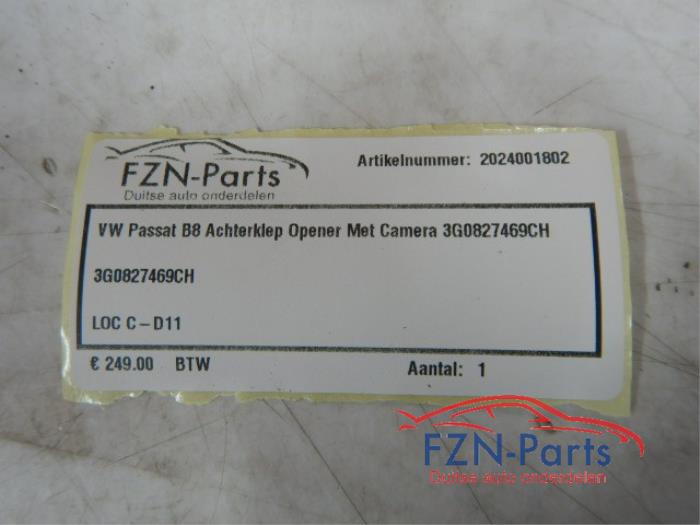 FZN-Parts
Duitse auto onderdelen
Artikelnummer: 2024001802
VW Passat B8 Achterklep Opener Met Camera 3G0827469CH
3G0827469CH
LOC C-D11
€ 249.00 BTW
Aantal: 1
FZN-Parts
Duitse auto onderdelen